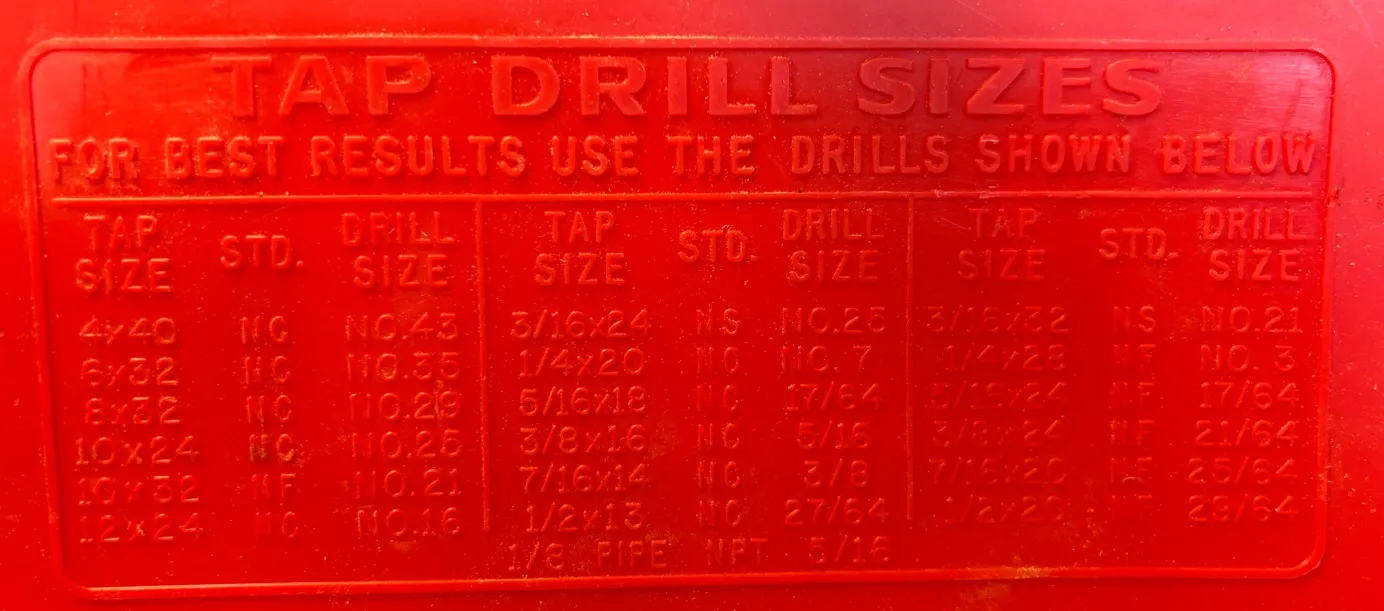 TAP DRILL SIZES
FOR BEST RESULTS USE THE DRILLS SHOWN BELOW
TAP SIZE STD. DRILL SIZE TAP SIZE STD. DRILL SIZE TAP SIZE STD. DRILL SIZE
4x40 NC NO.43 3/16x24 NS NO.25 3/16x32 NS NO.21
6x32 NC NO.35 1/4x20 NC NO.7 1/4x28 NF NO.3
8x32 NC NO.29 5/16x18 NC 17/64 5/16x24 NF 17/64
10x24 NC NO.25 3/8x16 NC 5/16 3/8x24 NF 21/64
10x32 NF NO.21 7/16x14 NC 3/8 7/16x20 NF 25/64
12x24 NC NO.16 1/2x13 NC 27/64 1/2x20 NF 29/64
1/8 PIPE NPT 5/16